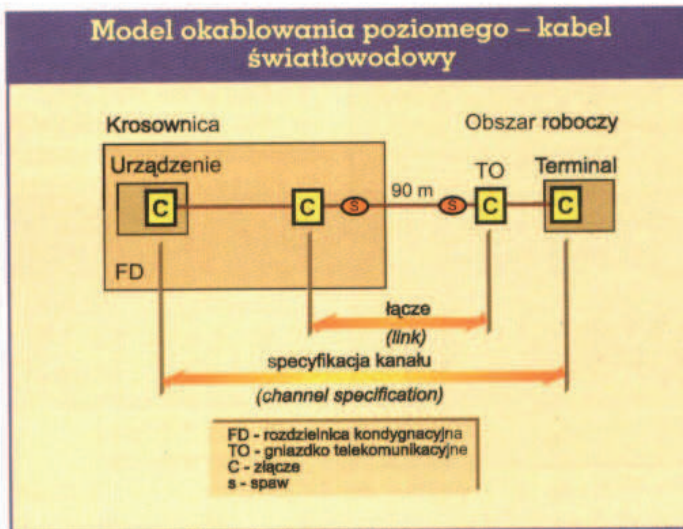 Model okablowania poziomego – kabel
światłowodowy
Krosownica
Obszar roboczy
Urządzenie
TO
Terminal
C
C
S
90 m
S
C
C
FD
łącze
(link)
specyfikacja kanału
(channel specification)
FD - rozdzielnica kondygnacyjna
TO - gniazdko telekomunikacyjne
C - złącze
s - spaw